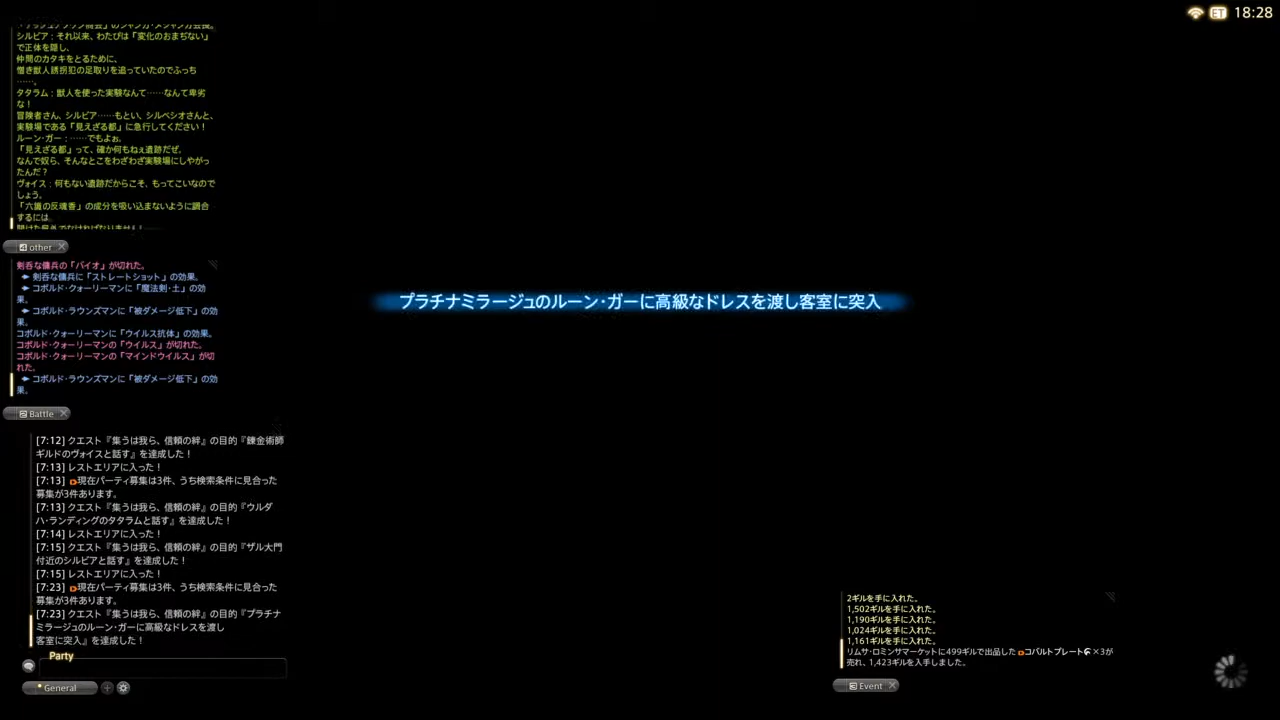 ET 18:28
シルビア：それ以来、わたびは「変化のおまぢない」
で正体を隠し、
仲間のカタキをとるために、
憎き獣人誘拐犯の足取りを追っていたのでふっち
……。
タタラム：獣人を使った実験なんて……なんて卑劣
な！
冒険者さん、シルビア……もとい、シルベシオさんと、
実験場である「見えざる都」に急行してください！
ルーン・ガー：……でもよぉ。
「見えざる都」って、確か何もねぇ遺跡だぜ。
なんで奴ら、そんなとこをわざわざ実験場にしやがっ
たんだ？
ヴォイス：何もない遺跡だからこそ、もってこいなので
しょう。
「六識の反魂香」の成分を吸い込まないように調合
するには、
other
剣呑な傭兵の「バイオ」が切れた。
剣呑な傭兵に「ストレートショット」の効果。
コボルド・クォーリーマンに「魔法剣・土」の効
果。
コボルド・ラウンズマンに「被ダメージ低下」の効
果。
コボルド・クォーリーマンに「ウイルス抗体」の効果。
コボルド・クォーリーマンの「ウイルス」が切れた。
コボルド・クォーリーマンの「マインドウイルス」が切
れた。
コボルド・ラウンズマンに「被ダメージ低下」の効
果。
Battle
プラチナミラージュのルーン・ガーに高級なドレスを渡し客室に突入
[7:12] クエスト『集うは我ら、信頼の絆』の目的『錬金術師
ギルドのヴォイスと話す』を達成した！
[7:13] レストエリアに入った！
[7:13] 現在パーティ募集は3件、うち検索条件に見合った
募集が3件あります。
[7:13] クエスト『集うは我ら、信頼の絆』の目的『ウルダ
ハ・ランディングのタタラムと話す』を達成した！
[7:14] レストエリアに入った！
[7:15] クエスト『集うは我ら、信頼の絆』の目的『ザル大門
付近のシルビアと話す』を達成した！
[7:15] レストエリアに入った！
[7:23] 現在パーティ募集は3件、うち検索条件に見合った
募集が3件あります。
[7:23] クエスト『集うは我ら、信頼の絆』の目的『プラチナ
ミラージュのルーン・ガーに高級なドレスを渡し
客室に突入』を達成した！
Party
General
2ギルを手に入れた。
1,502ギルを手に入れた。
1,190ギルを手に入れた。
1,024ギルを手に入れた。
1,161ギルを手に入れた。
リムサ・ロミンサマーケットに499ギルで出品したコバルトプレート×3が
売れ、1,423ギルを入手しました。
Event